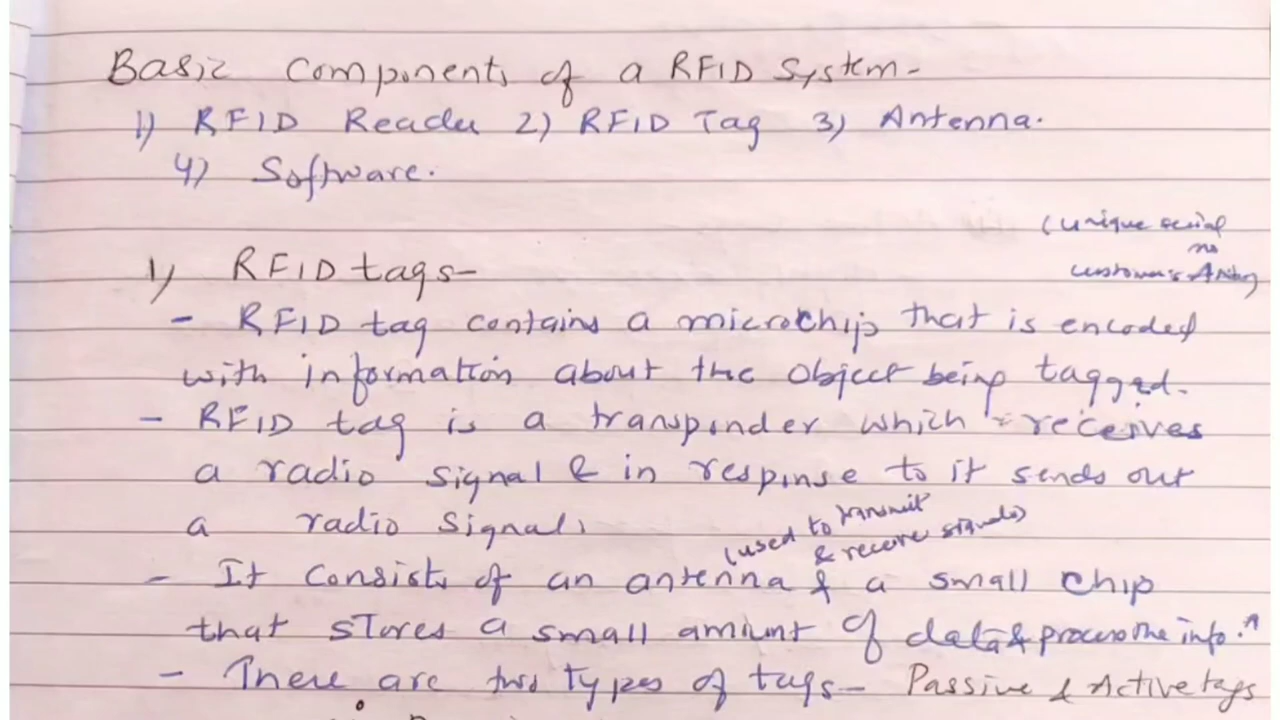 Basic Components of a RFID System-
1) RFID Reader 2) RFID Tag 3) Antenna.
4) Software.
(unique serial
no
customer's
1) RFID tags-
- RFID tag contains a microchip that is encoded
with information about the object being tagged.
- RFID tag is a transponder which receives
a radio signal & in response to it sends out
a radio signal.
(used to transmit
& receive signals)
- It consists of an antenna & a small chip
that stores a small amount of data & process the info.
- There are two types of tags- Passive & Active tags